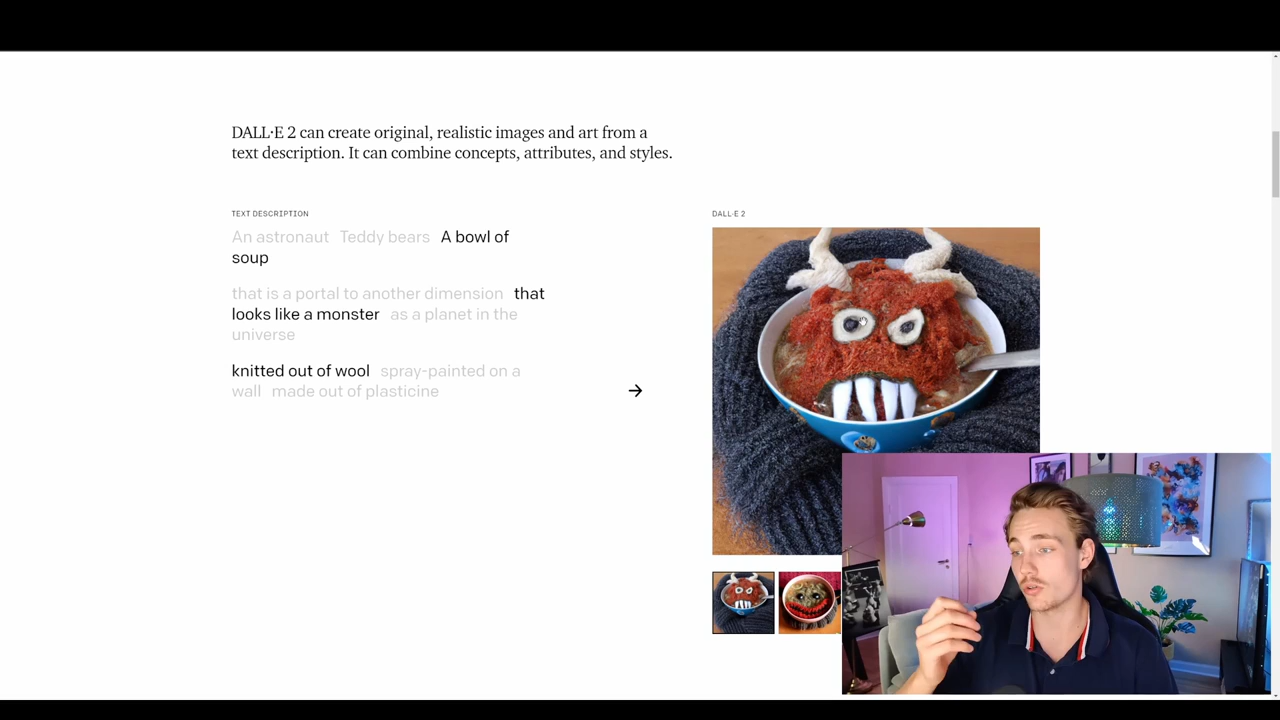 DALL·E 2 can create original, realistic images and art from a
text description. It can combine concepts, attributes, and styles.
TEXT DESCRIPTION
An astronaut Teddy bears A bowl of
soup
that is a portal to another dimension that
looks like a monster as a planet in the
universe
knitted out of wool spray-painted on a
wall made out of plasticine
DALL·E 2